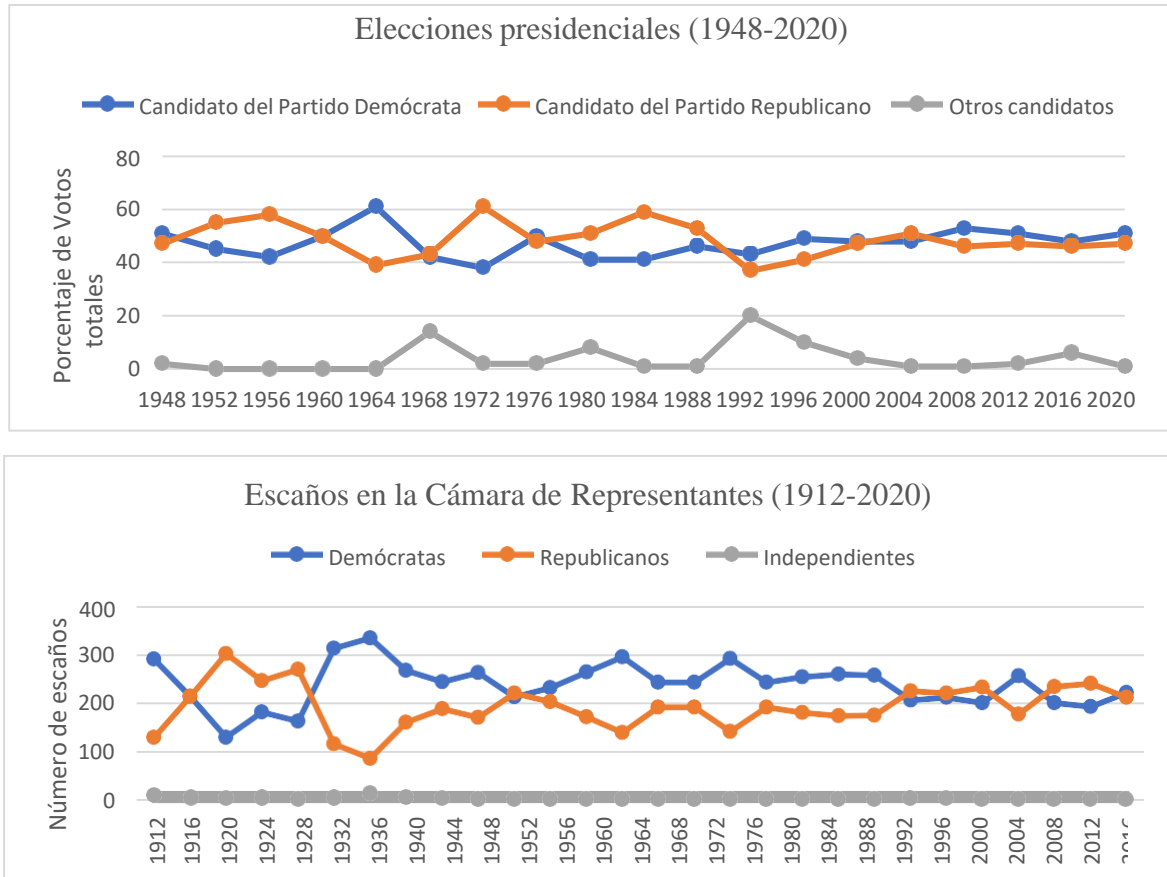 Elecciones presidenciales (1948-2020)
Candidato del Partido Demócrata Candidato del Partido Republicano Otros candidatos
Porcentaje de Votos
totales
80
60
40
20
0
1948 1952 1956 1960 1964 1968 1972 1976 1980 1984 1988 1992 1996 2000 2004 2008 2012 2016 2020
Escaños en la Cámara de Representantes (1912-2020)
Demócratas Republicanos Independientes
Número de escaños
400
300
200
100
0
1912 1916 1920 1924 1928 1932 1936 1940 1944 1948 1952 1956 1960 1964 1968 1972 1976 1980 1984 1988 1992 1996 2000 2004 2008 2012